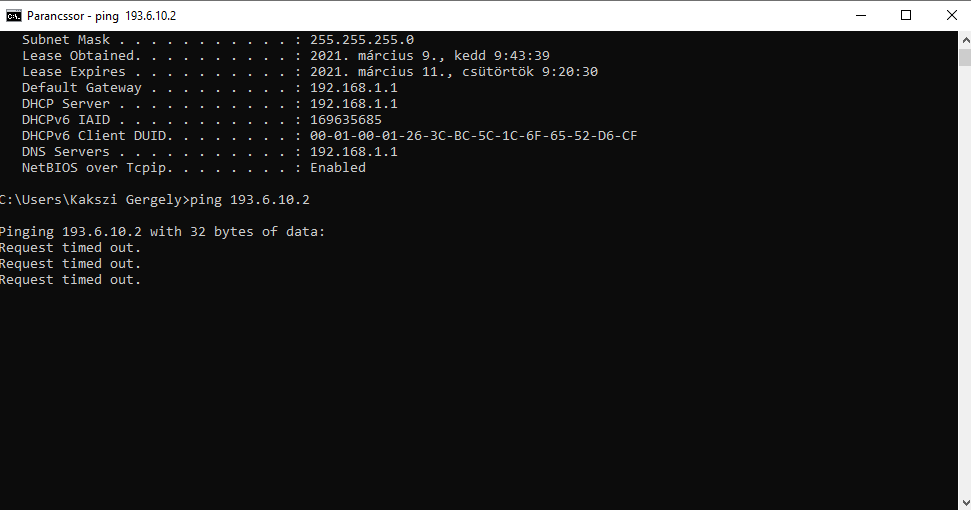 Parancssor - ping  193.6.10.2
Subnet Mask . . . . . . . . . . . : 255.255.255.0
Lease Obtained. . . . . . . . . . : 2021. március 9., kedd 9:43:39
Lease Expires . . . . . . . . . . : 2021. március 11., csütörtök 9:20:30
Default Gateway . . . . . . . . . : 192.168.1.1
DHCP Server . . . . . . . . . . . : 192.168.1.1
DHCPv6 IAID . . . . . . . . . . . : 169635685
DHCPv6 Client DUID. . . . . . . . : 00-01-00-01-26-3C-BC-5C-1C-6F-65-52-D6-CF
DNS Servers . . . . . . . . . . . : 192.168.1.1
NetBIOS over Tcpip. . . . . . . . : Enabled
C:\Users\Kakszi Gergely>ping 193.6.10.2
Pinging 193.6.10.2 with 32 bytes of data:
Request timed out.
Request timed out.
Request timed out.